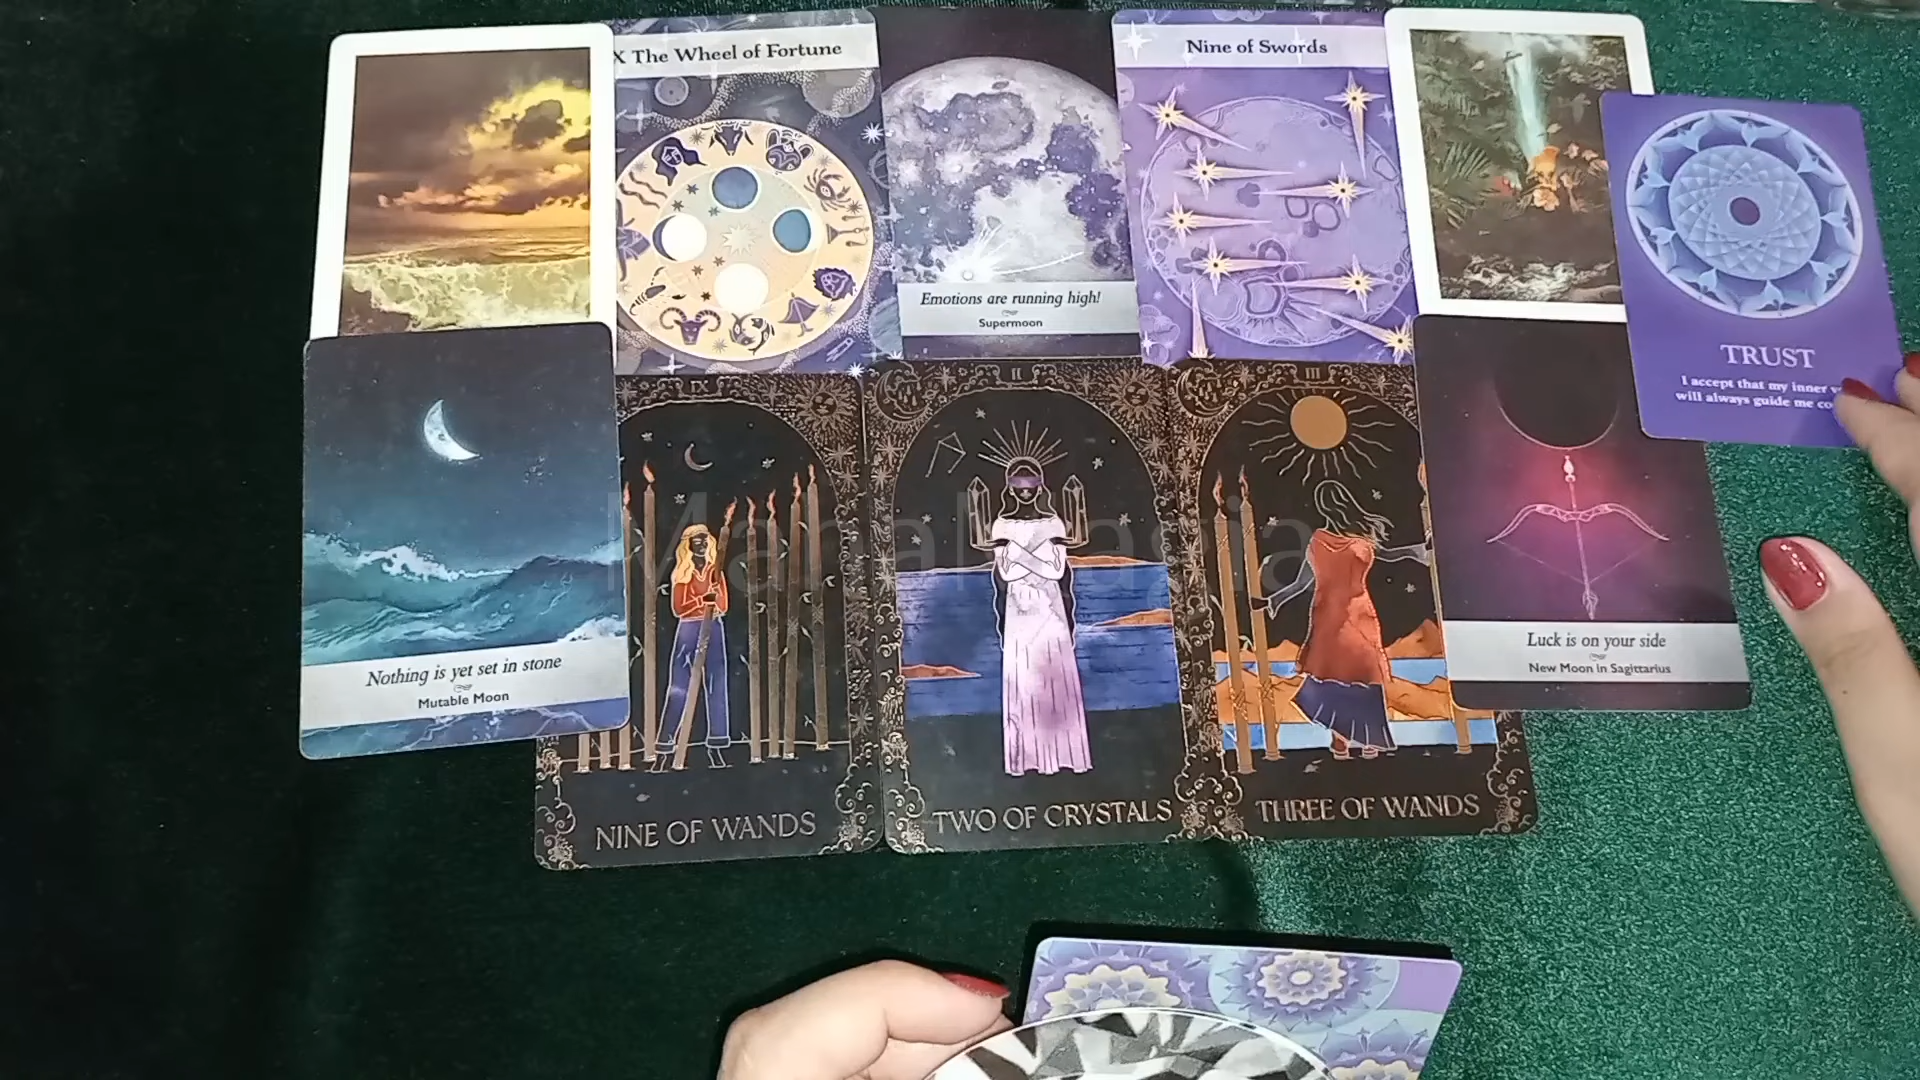 X The Wheel of Fortune
Nine of Swords
Emotions are running high!
Supermoon
TRUST
I accept that my inner
will always guide me
Nothing is yet set in stone
Mutable Moon
IX
II
III
Luck is on your side
New Moon in Sagittarius
NINE OF WANDS
TWO OF CRYSTALS
THREE OF WANDS